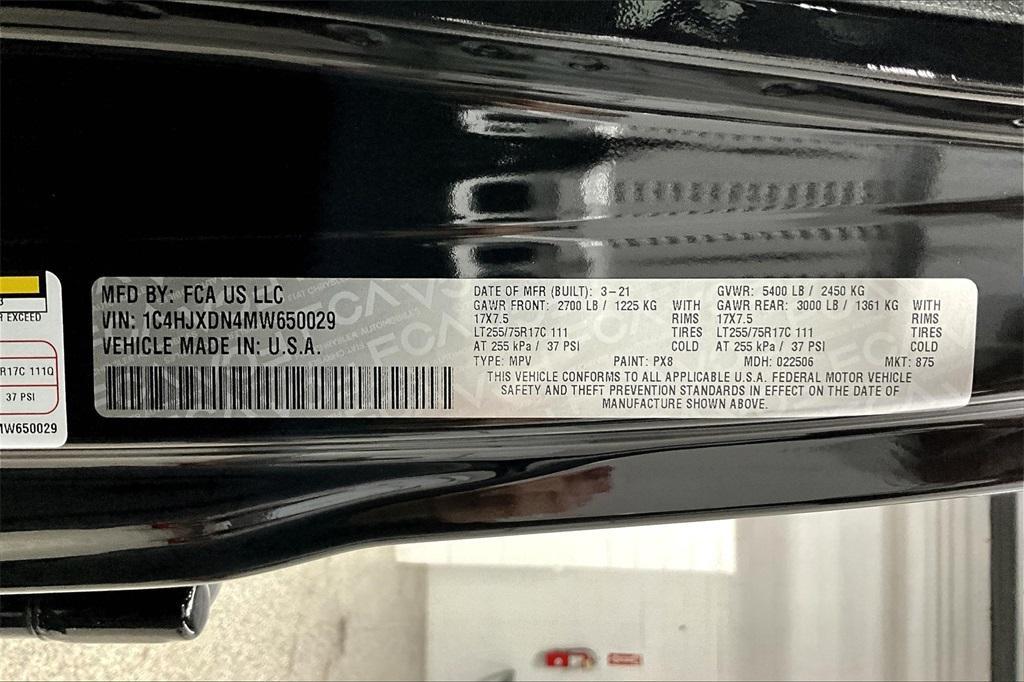 MFD BY: FCA US LLC
VIN: 1C4HJXDN4MW650029
VEHICLE MADE IN: U.S.A.
DATE OF MFR (BUILT): 3-21 GVWR: 5400 LB / 2450 KG
GAWR FRONT: 2700 LB / 1225 KG WITH GAWR REAR: 3000 LB / 1361 KG WITH
17X7.5 RIMS 17X7.5 RIMS
LT255/75R17C 111 TIRES LT255/75R17C 111 TIRES
AT 255 kPa / 37 PSI COLD AT 255 kPa / 37 PSI COLD
TYPE: MPV PAINT: PX8 MDH: 022506 MKT: 875
THIS VEHICLE CONFORMS TO ALL APPLICABLE U.S.A. FEDERAL MOTOR VEHICLE
SAFETY AND THEFT PREVENTION STANDARDS IN EFFECT ON THE DATE OF
MANUFACTURE SHOWN ABOVE.
EXCEED
R17C 111Q
37 PSI
MW650029